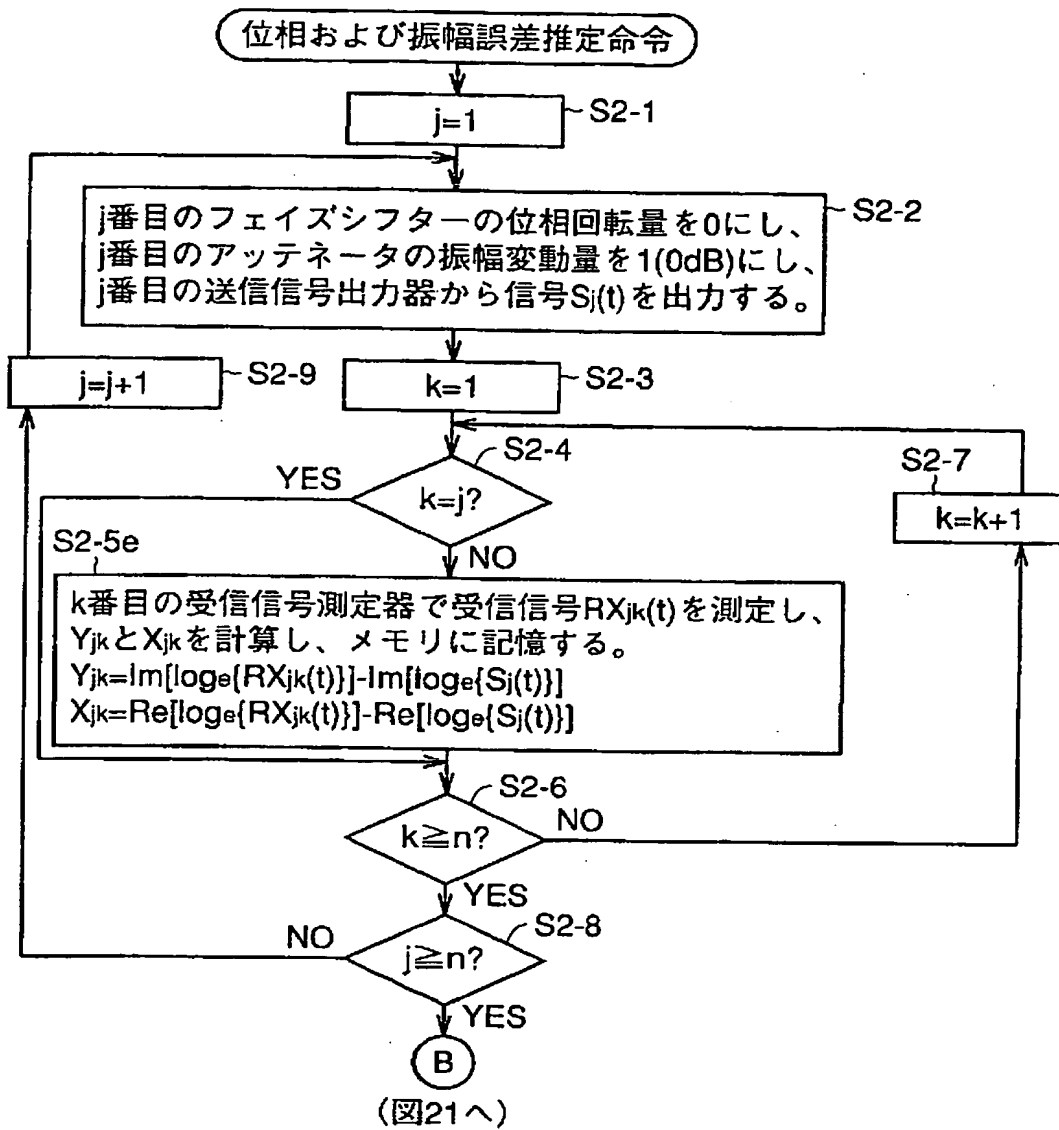 位相および振幅誤差推定命令
j=1
S2-1
j番目のフェイズシフターの位相回転量を0にし、
j番目のアッテネータの振幅変動量を1(0dB)にし、
j番目の送信信号出力器から信号Sj(t)を出力する。
S2-2
j=j+1
S2-9
k=1
S2-3
S2-4
YES
k=j?
NO
S2-7
k=k+1
S2-5e
k番目の受信信号測定器で受信信号RXjk(t)を測定し、
YjkとXjkを計算し、メモリに記憶する。
Yjk=Im[loge{RXjk(t)}]-Im[loge{Sj(t)}]
Xjk=Re[loge{RXjk(t)}]-Re[loge{Sj(t)}]
S2-6
k≧n?
NO
YES
S2-8
NO
j≧n?
YES
B
(図21へ)